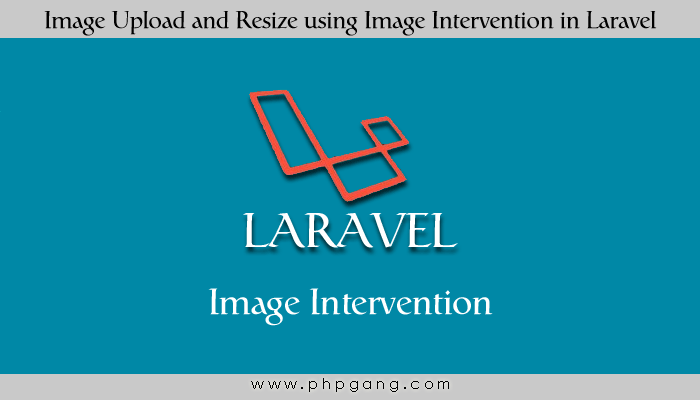 Image Upload and Resize using Image Intervention in Laravel
LARAVEL
Image Intervention
www.phpgang.com